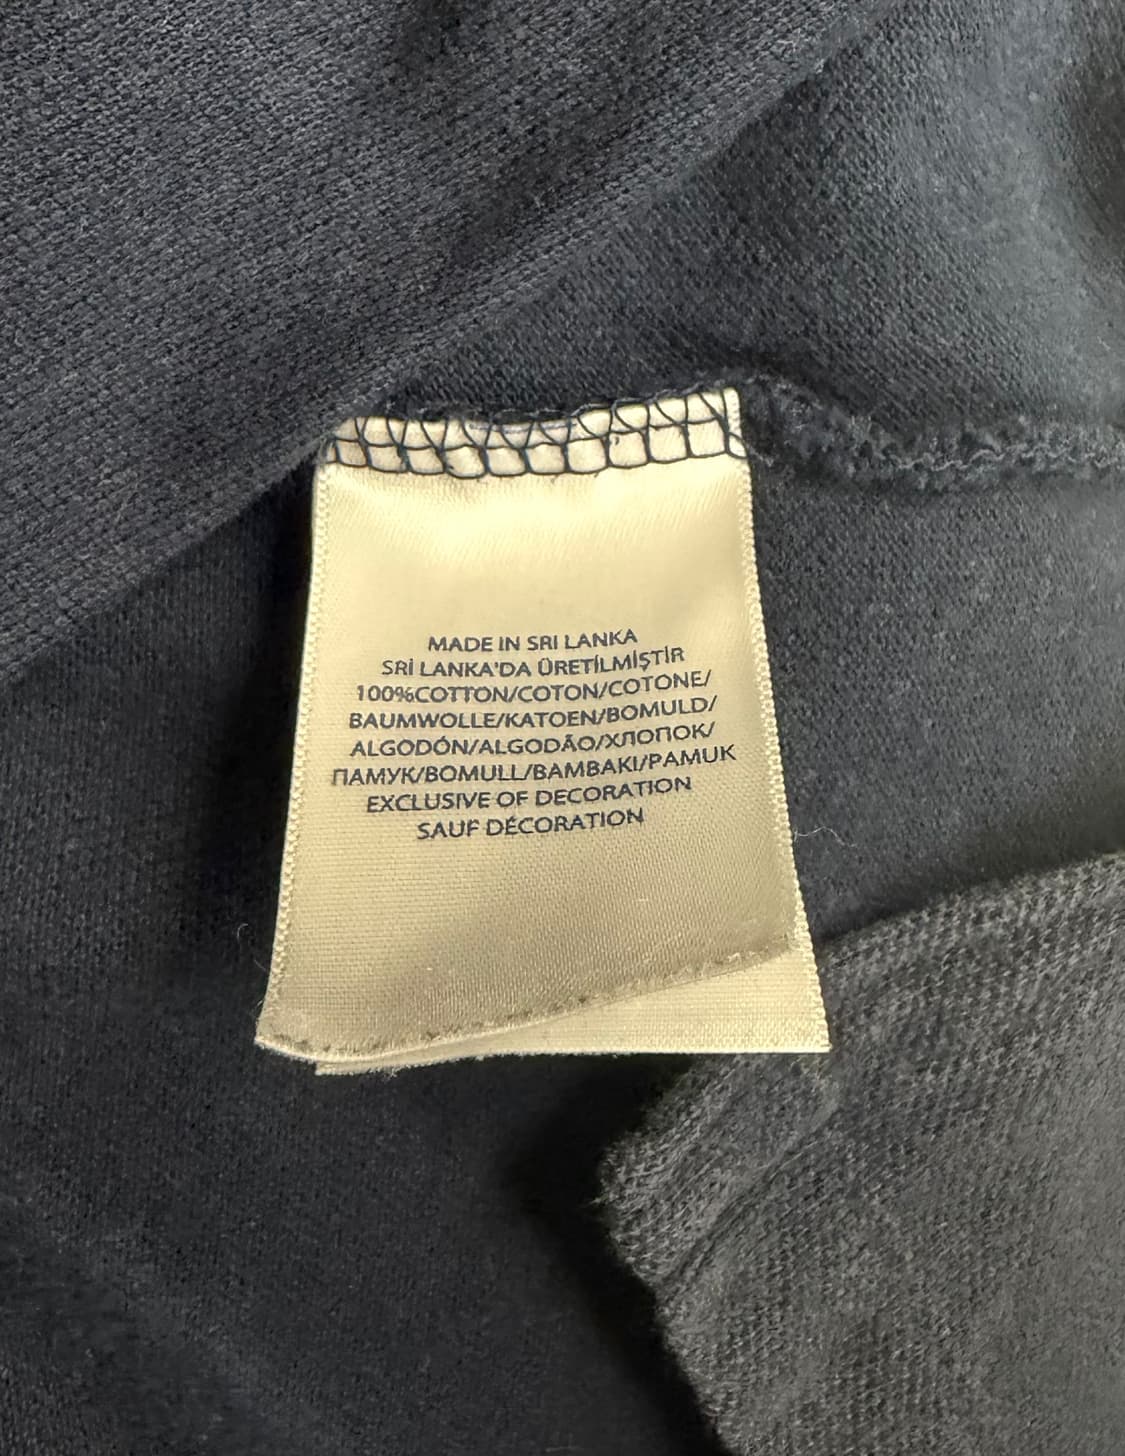 MADE IN SRI LANKA
SRİ LANKA'DA ÜRETİLMİŞTİR
100%COTTON/COTON/COTONE/
BAUMWOLLE/KATOEN/BOMULD/
ALGODÓN/ALGODÃO/ХЛОПОК/
ПАМУК/BOMULL/BAMBAKI/PAMUK
EXCLUSIVE OF DECORATION
SAUF DÉCORATION